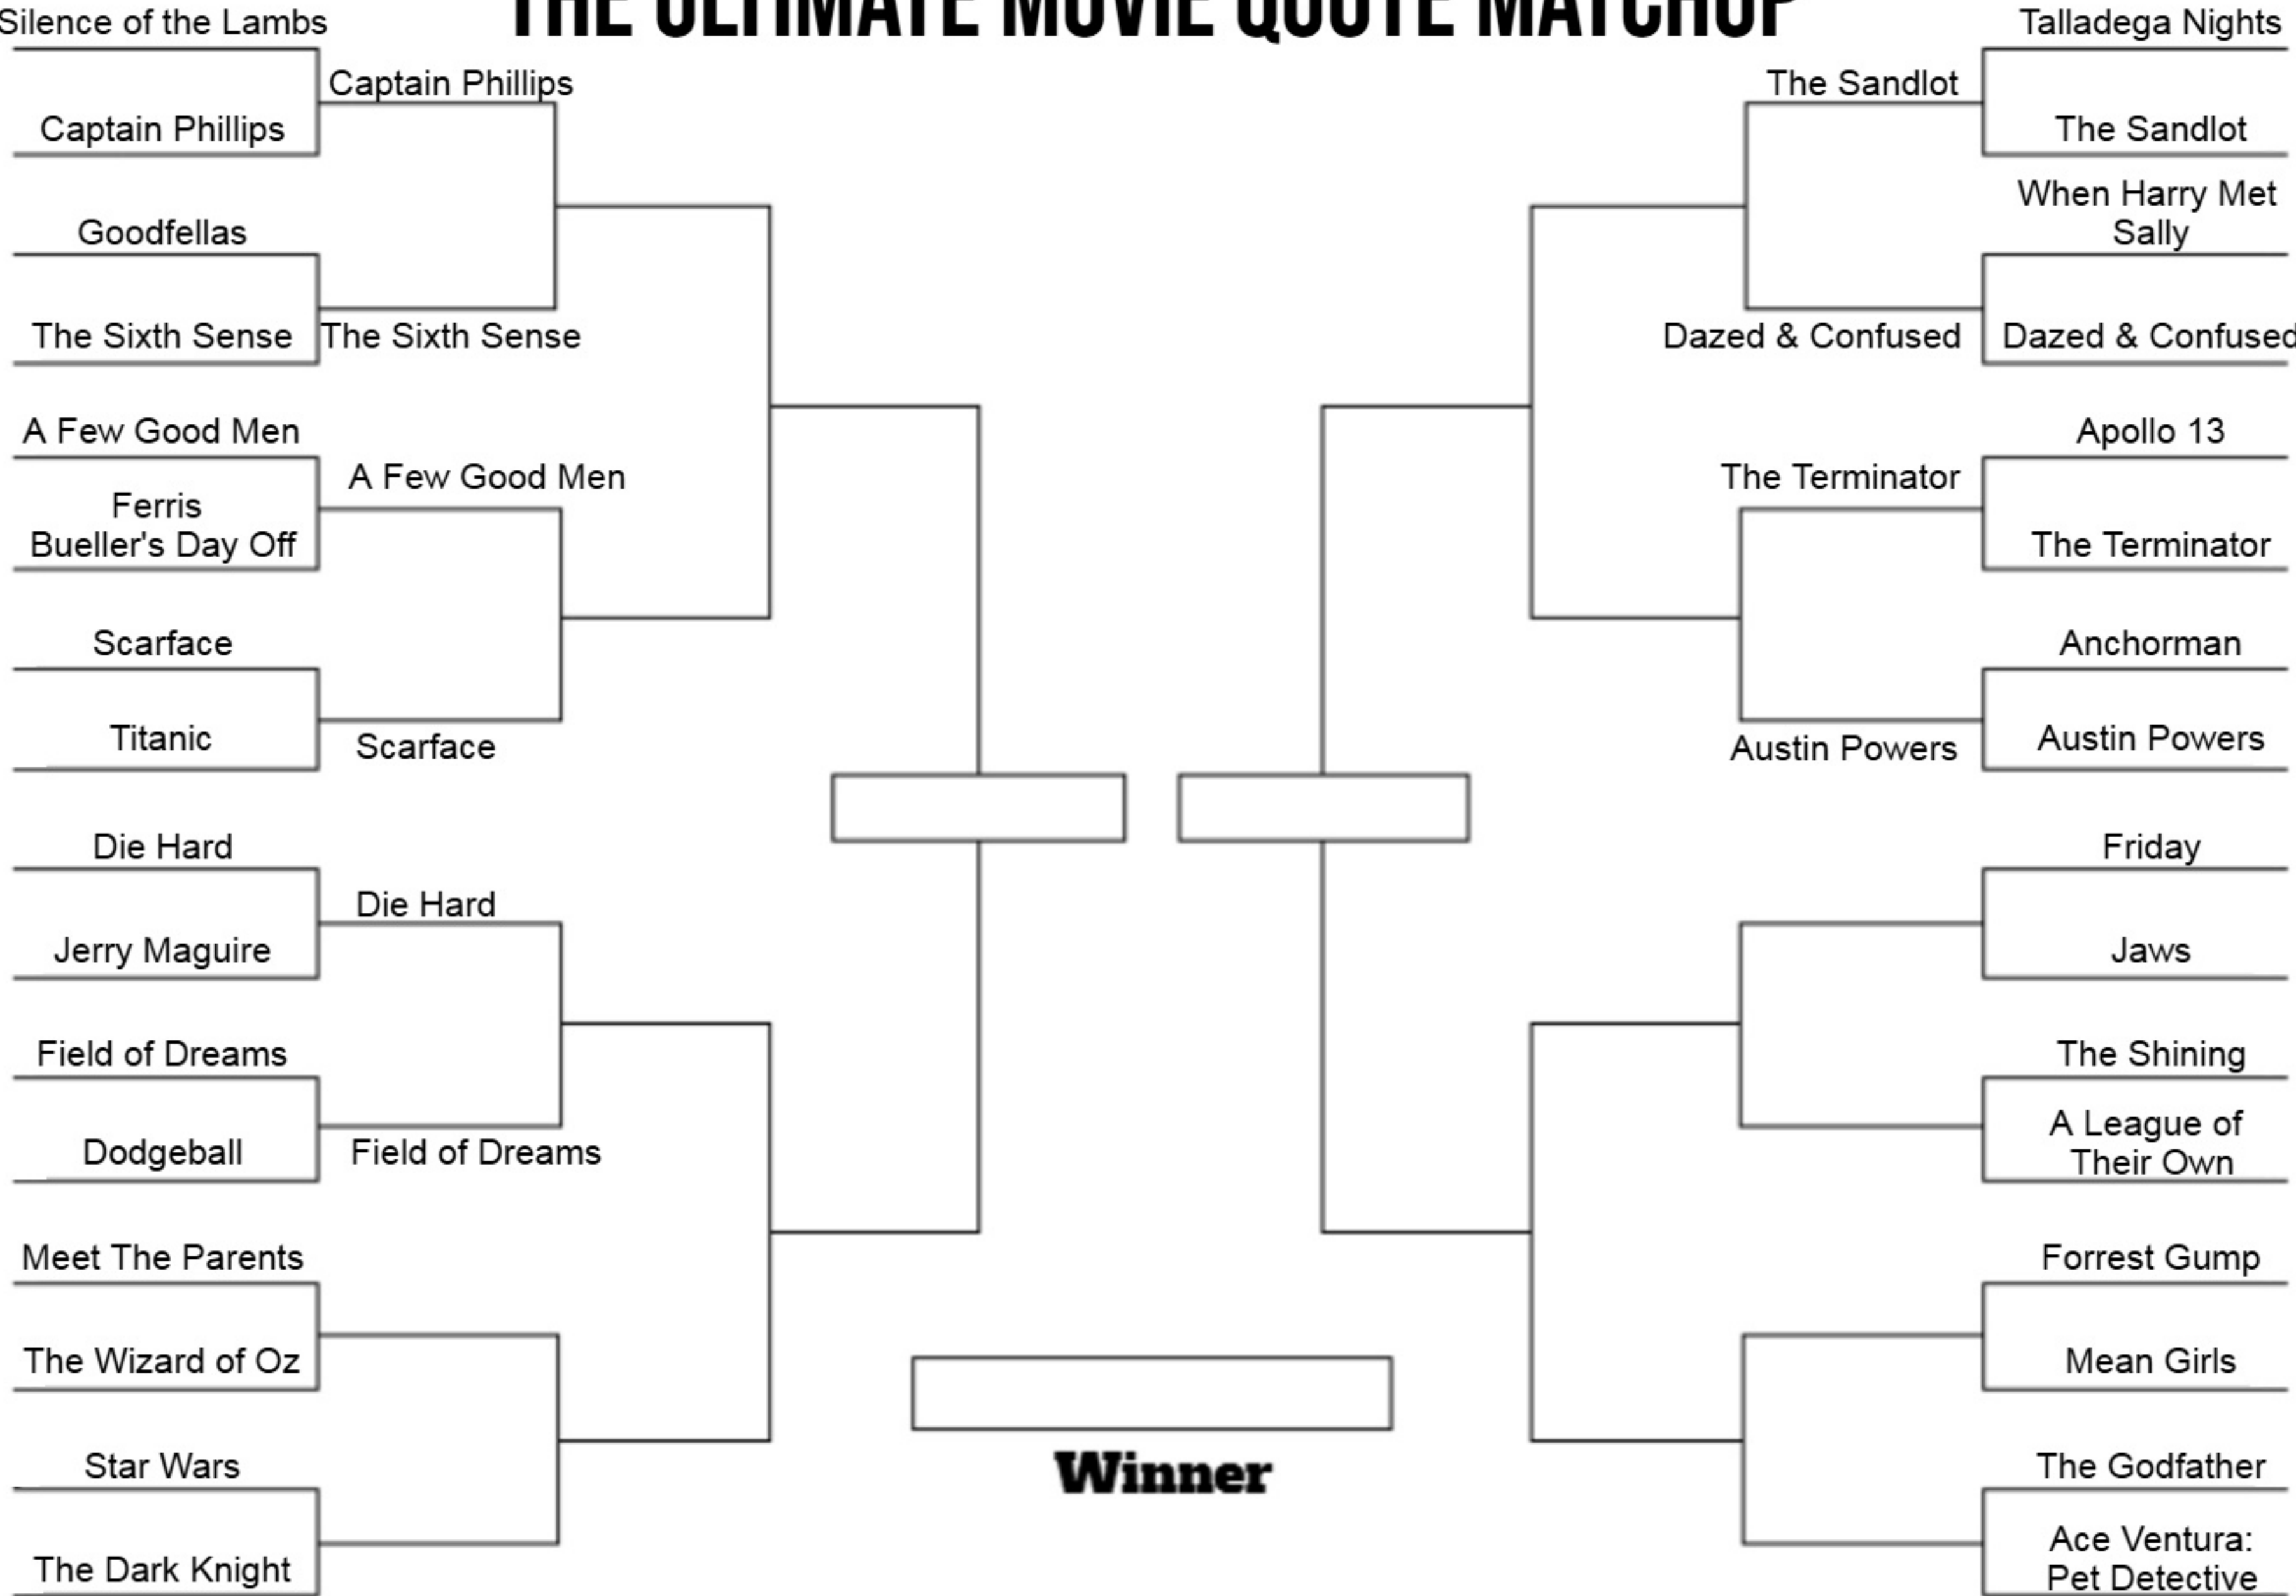 THE ULTIMATE MOVIE QUOTE MATCHUP
Silence of the Lambs
Captain Phillips
Captain Phillips
Goodfellas
The Sixth Sense
The Sixth Sense
A Few Good Men
A Few Good Men
Ferris
Bueller's Day Off
Scarface
Titanic
Scarface
Die Hard
Die Hard
Jerry Maguire
Field of Dreams
Dodgeball
Field of Dreams
Meet The Parents
The Wizard of Oz
Star Wars
The Dark Knight
Talladega Nights
The Sandlot
The Sandlot
When Harry Met
Sally
Dazed & Confused
Dazed & Confused
Apollo 13
The Terminator
The Terminator
Anchorman
Austin Powers
Austin Powers
Friday
Jaws
The Shining
A League of
Their Own
Forrest Gump
Mean Girls
The Godfather
Ace Ventura:
Pet Detective
Winner